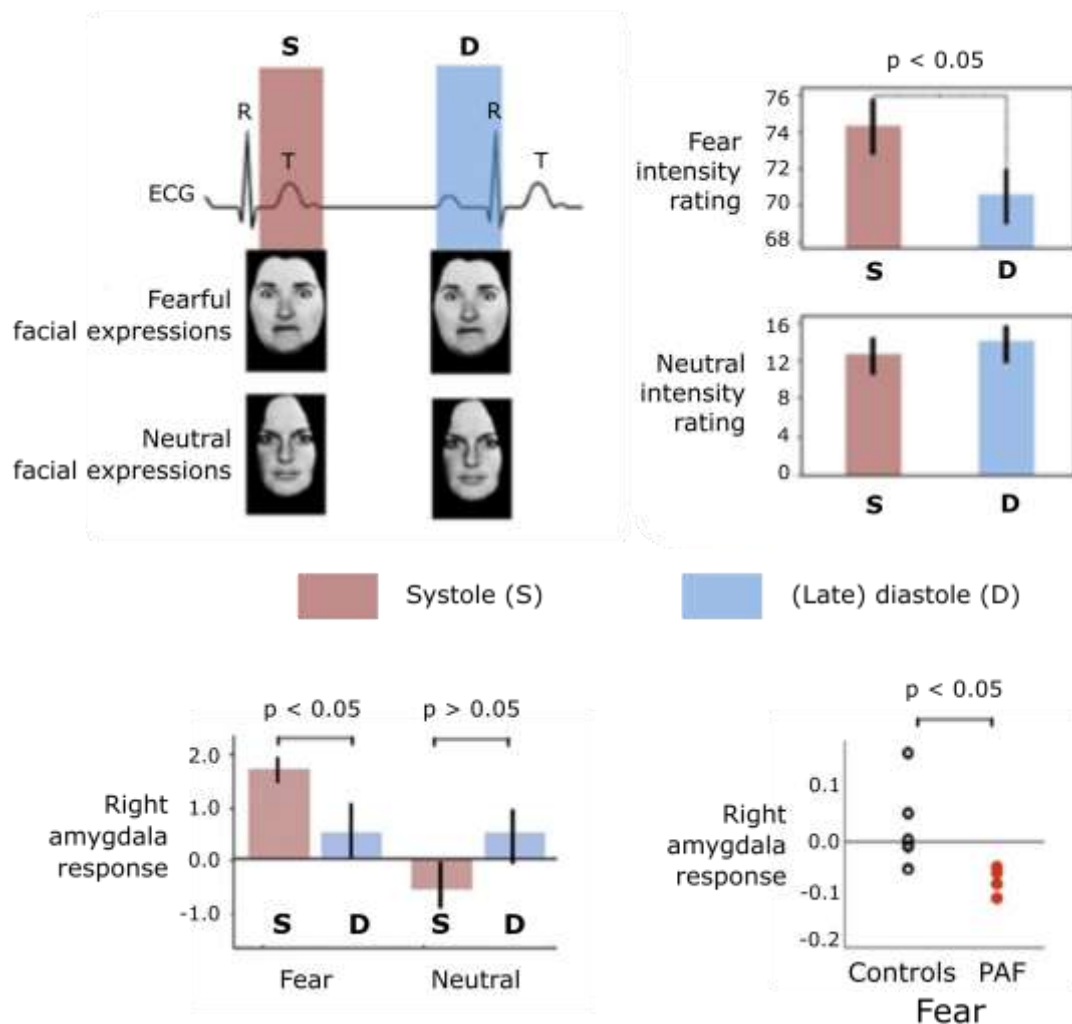 S D
R R
T T
ECG
Fearful
facial expressions
Neutral
facial expressions
p < 0.05
76
74
72
70
68
Fear
intensity
rating
S D
16
12
8
4
0
Neutral
intensity
rating
S D
Systole (S) (Late) diastole (D)
p < 0.05 p > 0.05
2.0
1.0
0.0
-1.0
Right
amygdala
response
S D S D
Fear Neutral
p < 0.05
0.1
0.0
-0.1
-0.2
Right
amygdala
response
Controls PAF
Fear